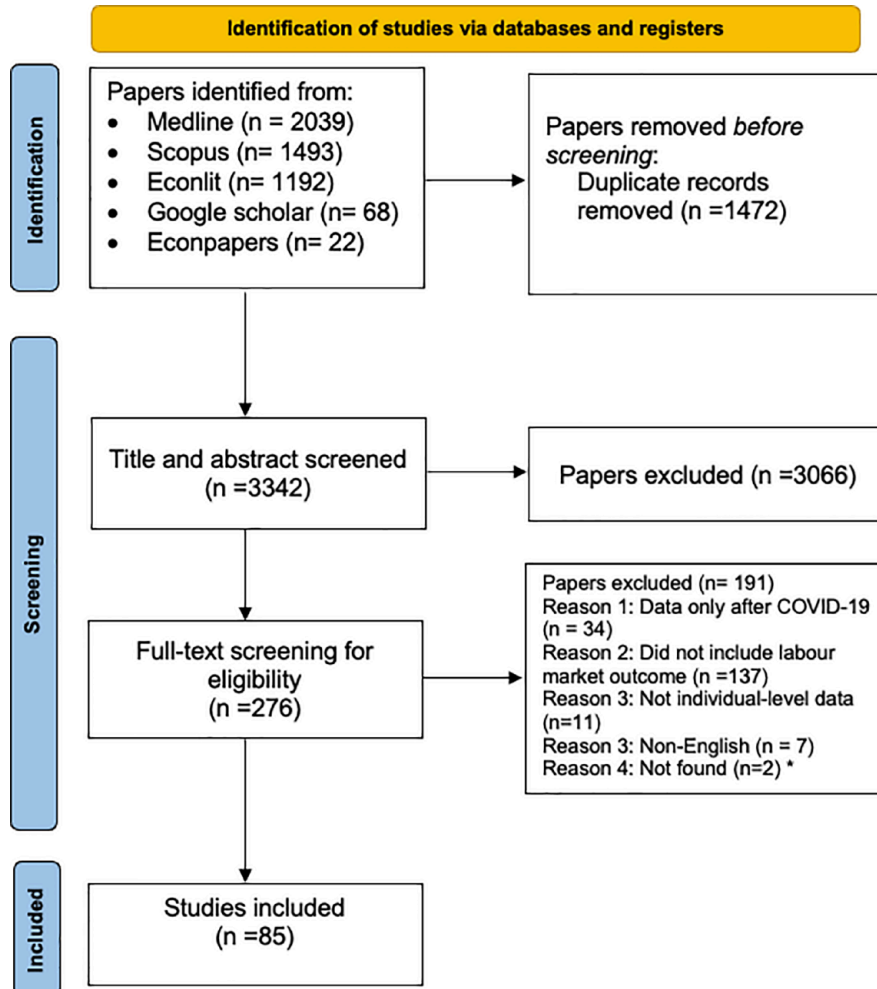 Identification of studies via databases and registers
Identification
Papers identified from:
• Medline (n = 2039)
• Scopus (n= 1493)
• Econlit (n= 1192)
• Google scholar (n= 68)
• Econpapers (n= 22)
Papers removed before
screening:
Duplicate records
removed (n =1472)
Screening
Title and abstract screened
(n =3342)
Papers excluded (n =3066)
Full-text screening for
eligibility
(n =276)
Papers excluded (n= 191)
Reason 1: Data only after COVID-19
(n = 34)
Reason 2: Did not include labour
market outcome (n =137)
Reason 3: Not individual-level data
(n=11)
Reason 3: Non-English (n = 7)
Reason 4: Not found (n=2) *
Included
Studies included
(n =85)